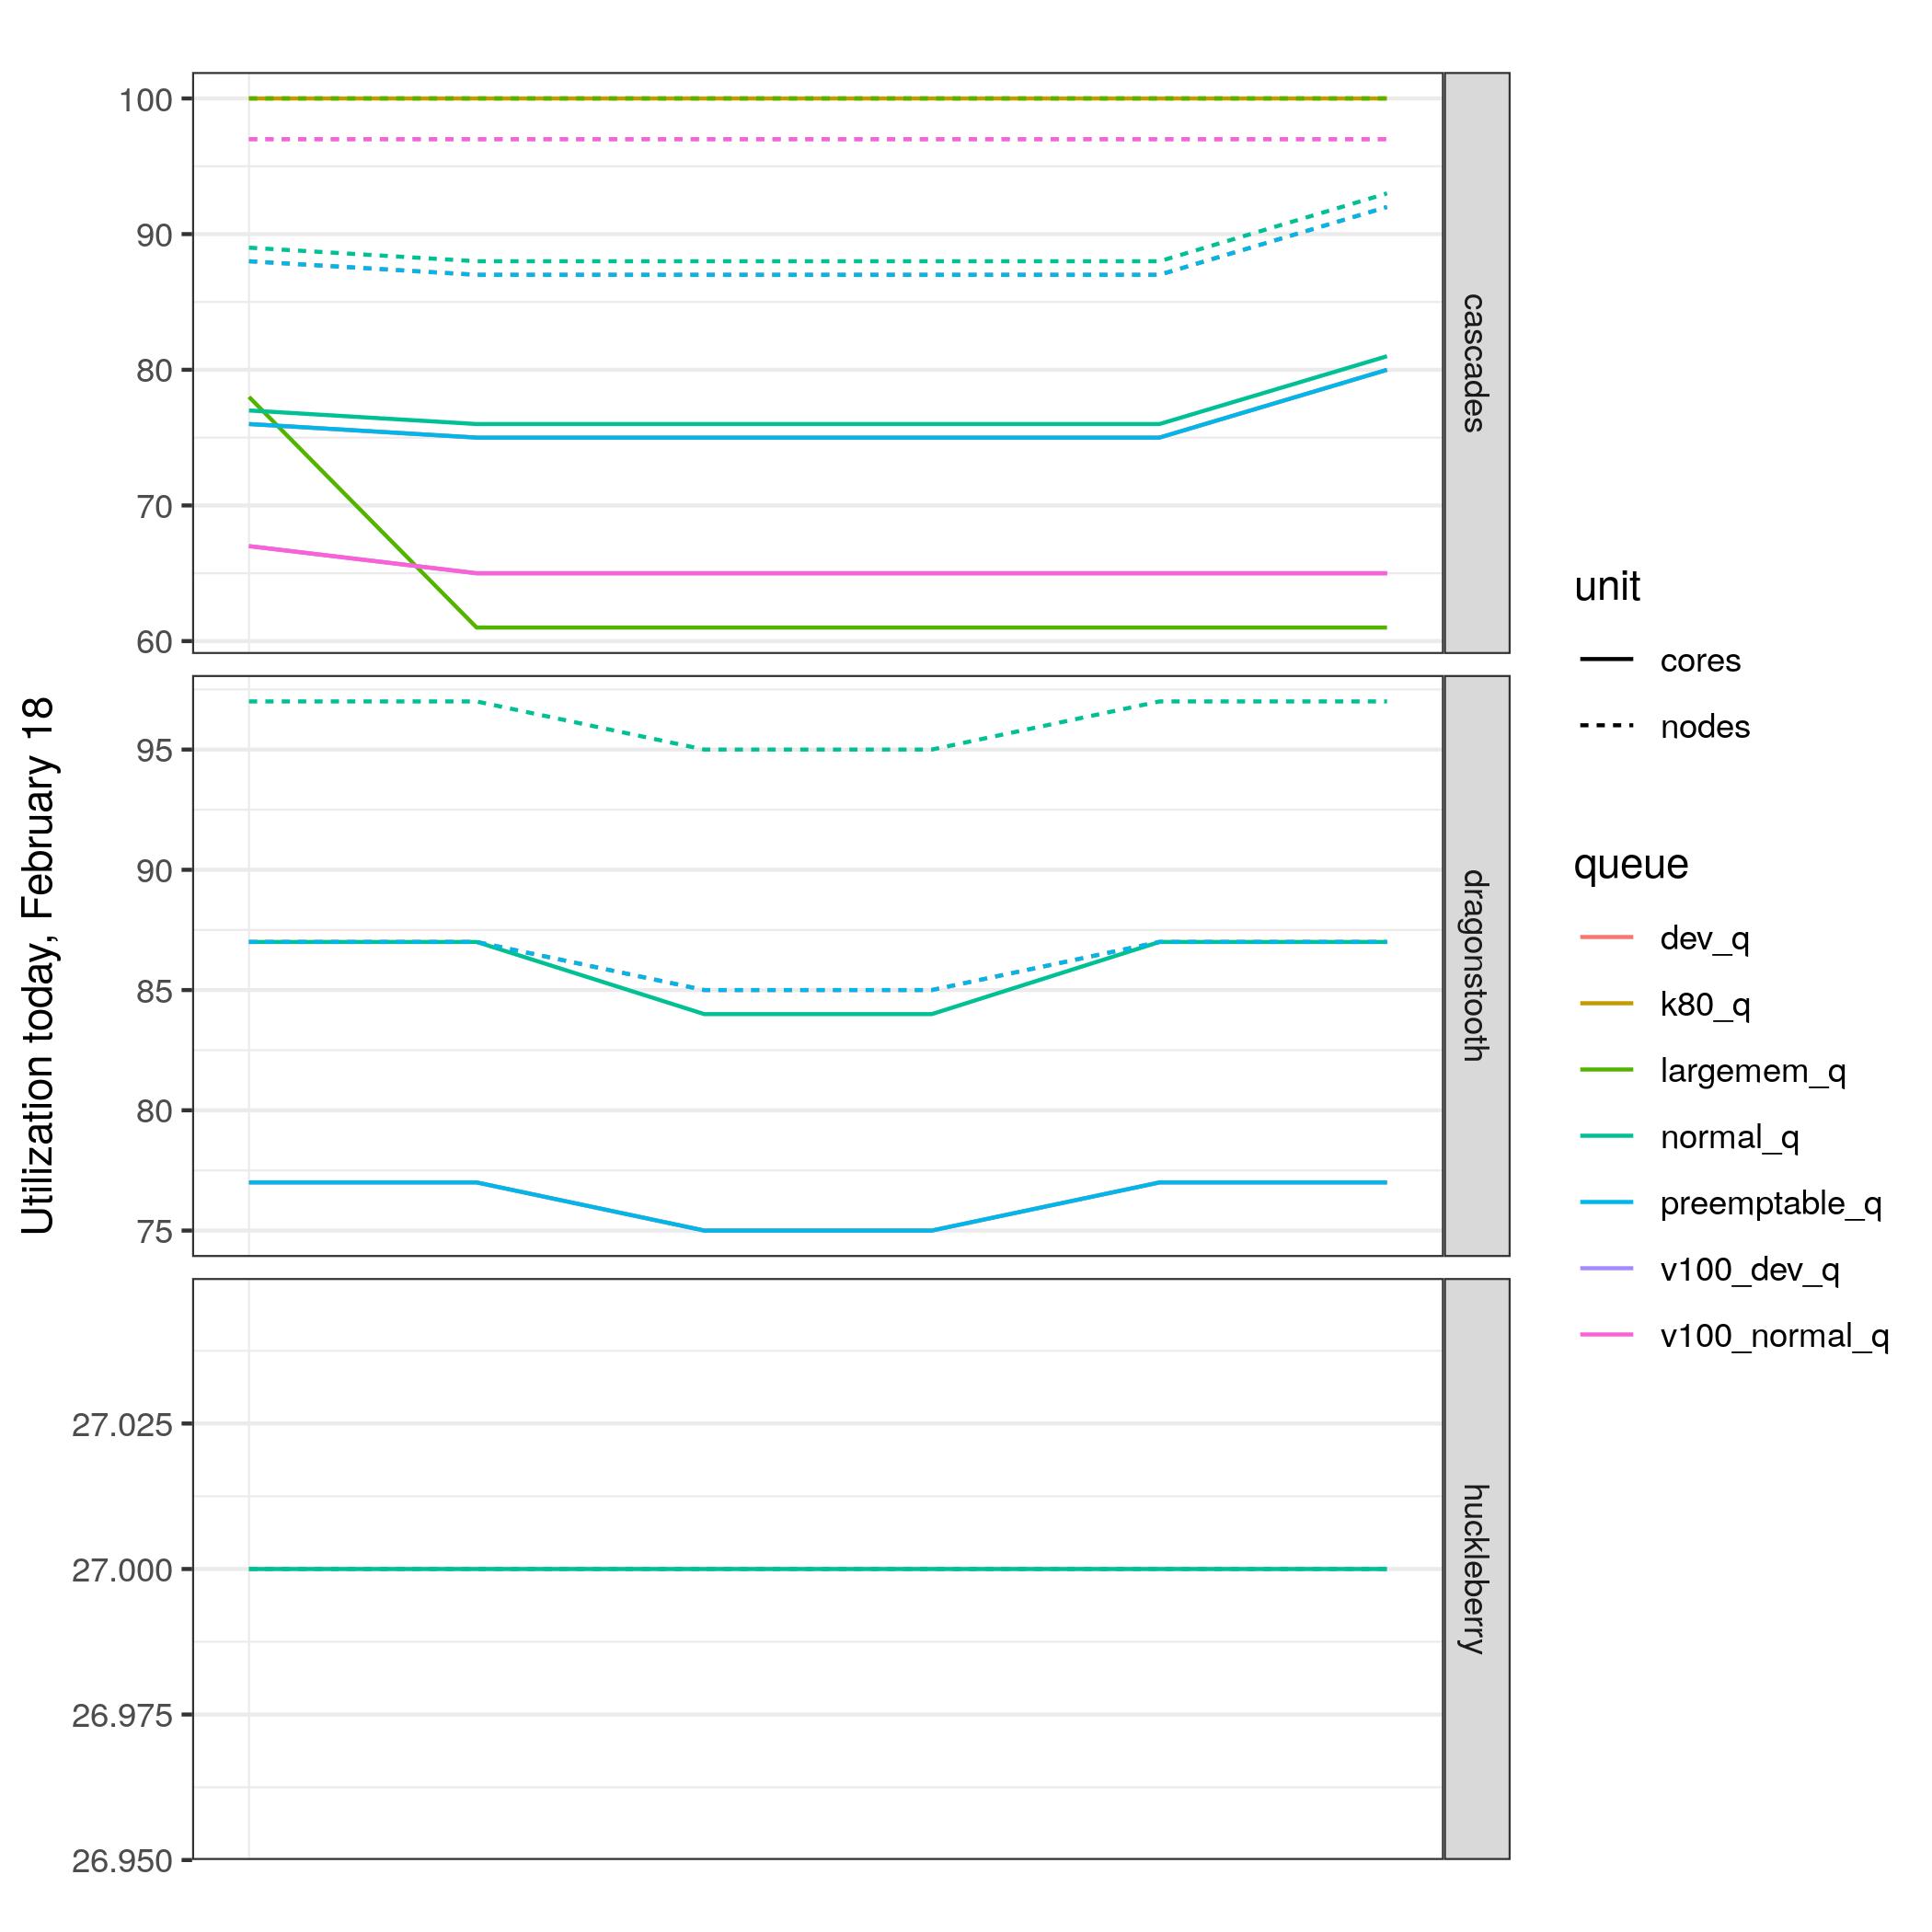 Utilization today, February 18
100
90
80
70
60
cascades
95
90
85
80
75
dragonstooth
27.025
27.000
26.975
26.950
huckleberry
unit
cores
nodes
queue
dev_q
k80_q
largemem_q
normal_q
preemptable_q
v100_dev_q
v100_normal_q